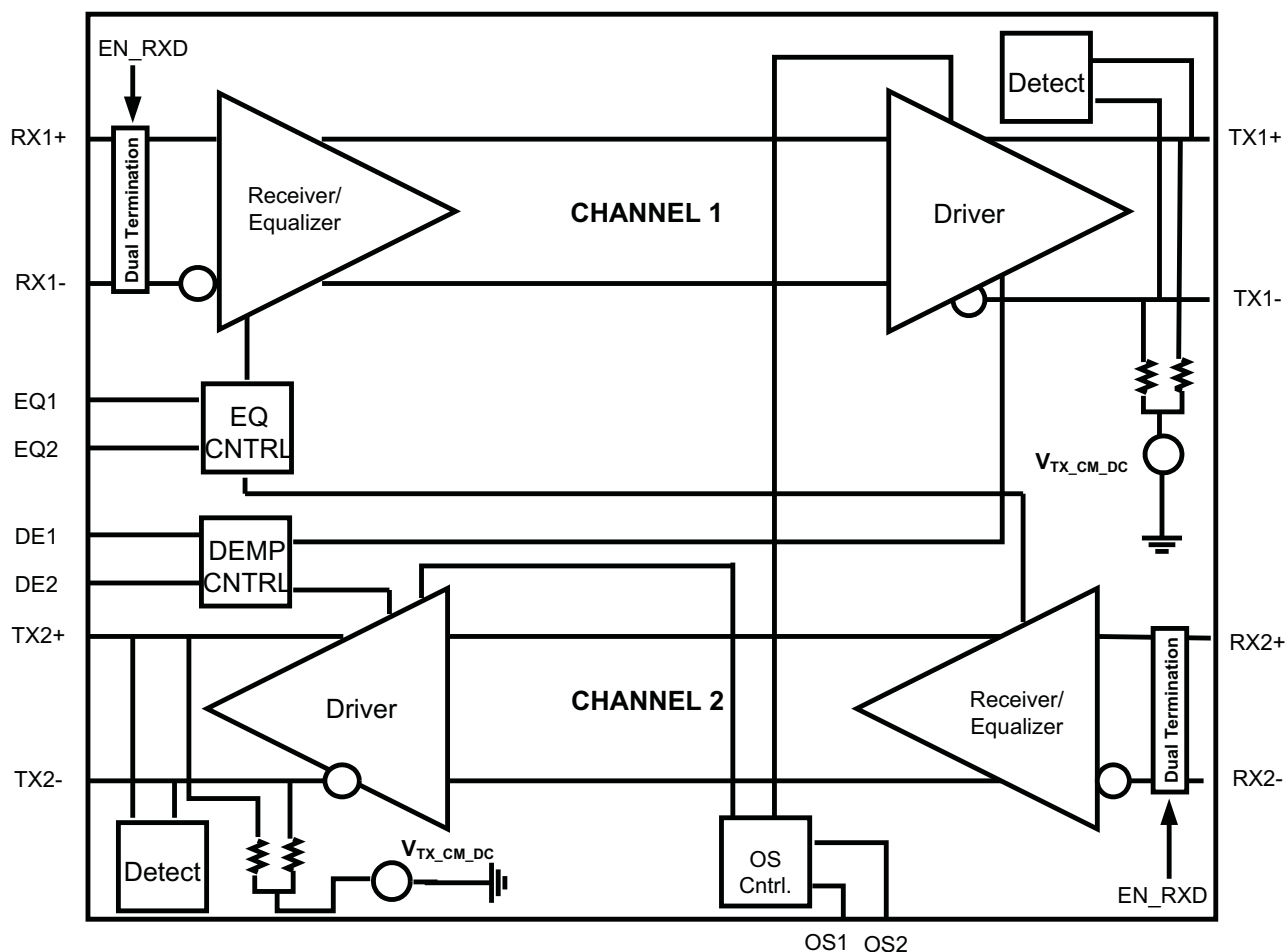 EN_RXD
Detect
RX1+
TX1+
Dual Termination
Receiver/
Equalizer
CHANNEL 1
Driver
RX1-
TX1-
EQ1
EQ2
EQ
CNTRL
VTX_CM_DC
DE1
DE2
DEMP
CNTRL
TX2+
RX2+
Driver
CHANNEL 2
Receiver/
Equalizer
Dual Termination
TX2-
RX2-
Detect
VTX_CM_DC
OS
Cntrl.
EN_RXD
OS1
OS2